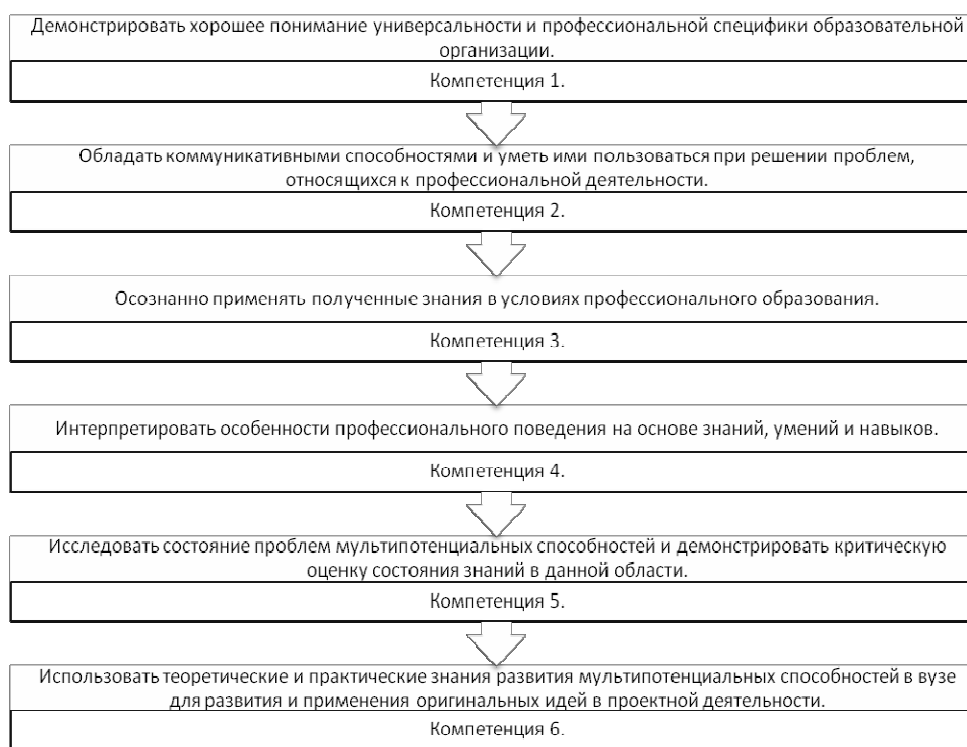 Демонстрировать хорошее понимание универсальности и профессиональной специфики образовательной
организации.
Компетенция 1.
Обладать коммуникативными способностями и уметь ими пользоваться при решении проблем,
относящихся к профессиональной деятельности.
Компетенция 2.
Осознанно применять полученные знания в условиях профессионального образования.
Компетенция 3.
Интерпретировать особенности профессионального поведения на основе знаний, умений и навыков.
Компетенция 4.
Исследовать состояние проблем мультипотенциальных способностей и демонстрировать критическую
оценку состояния знаний в данной области.
Компетенция 5.
Использовать теоретические и практические знания развития мультипотенциальных способностей в вузе
для развития и применения оригинальных идей в проектной деятельности.
Компетенция 6.